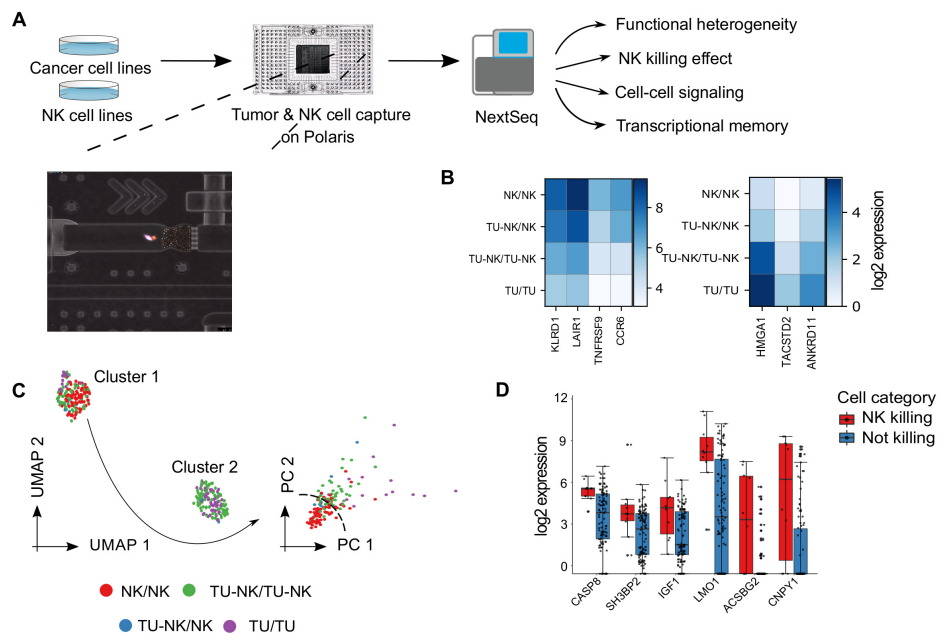 A
Cancer cell lines
NK cell lines
Tumor & NK cell capture
on Polaris
NextSeq
Functional heterogeneity
NK killing effect
Cell-cell signaling
Transcriptional memory
B
NK/NK
TU-NK/NK
TU-NK/TU-NK
TU/TU
KLRD1
LAIR1
TNFRSF9
CCR6
8
6
4
NK/NK
TU-NK/NK
TU-NK/TU-NK
TU/TU
HMGA1
TACSTD2
ANKRD11
4
2
0
log2 expression
C
Cluster 1
Cluster 2
UMAP 2
UMAP 1
PC 2
PC 1
NK/NK
TU-NK/TU-NK
TU-NK/NK
TU/TU
D
Cell category
NK killing
Not killing
log2 expression
12
9
6
3
0
CASP8
SH3BP2
IGF1
LMO1
ACSBG2
CNPY1